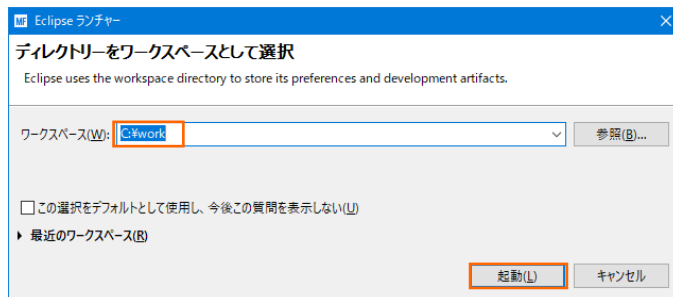 MF Eclipse ランチャー
ディレクトリーをワークスペースとして選択
Eclipse uses the workspace directory to store its preferences and development artifacts.
ワークスペース(W): C:¥work 参照(B)...
この選択をデフォルトとして使用し、今後この質問を表示しない(U)
最近のワークスペース(R)
起動(L) キャンセル